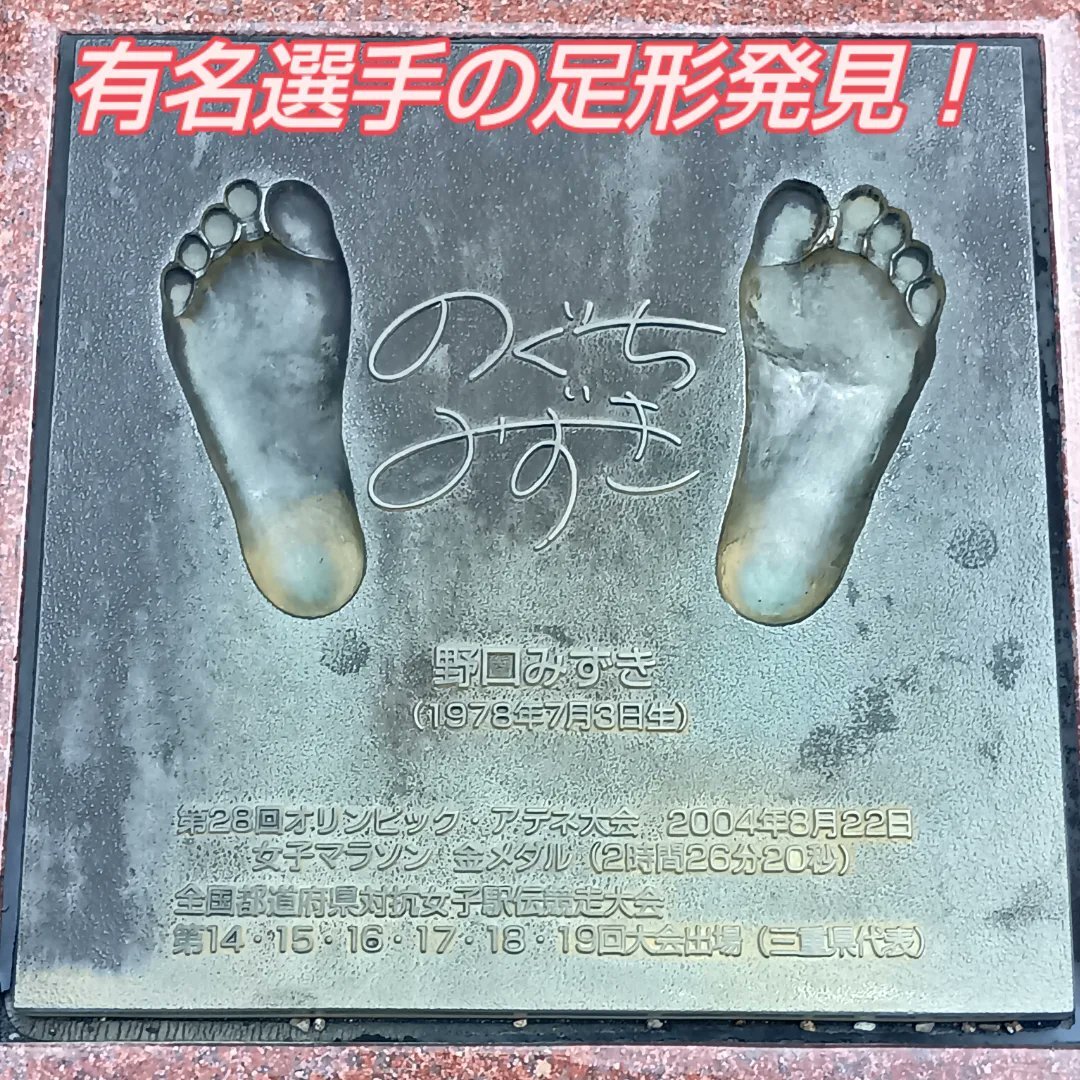 有名選手の足形発見！
のぐち
みずき
野口みずき
（1978年7月3日生）
第28回オリンピック・アテネ大会 2004年8月22日
女子マラソン 金メダル（2時間26分20秒）
全国都道府県対抗女子駅伝競走大会
第14・15・16・17・18・19回大会出場（三重県代表）